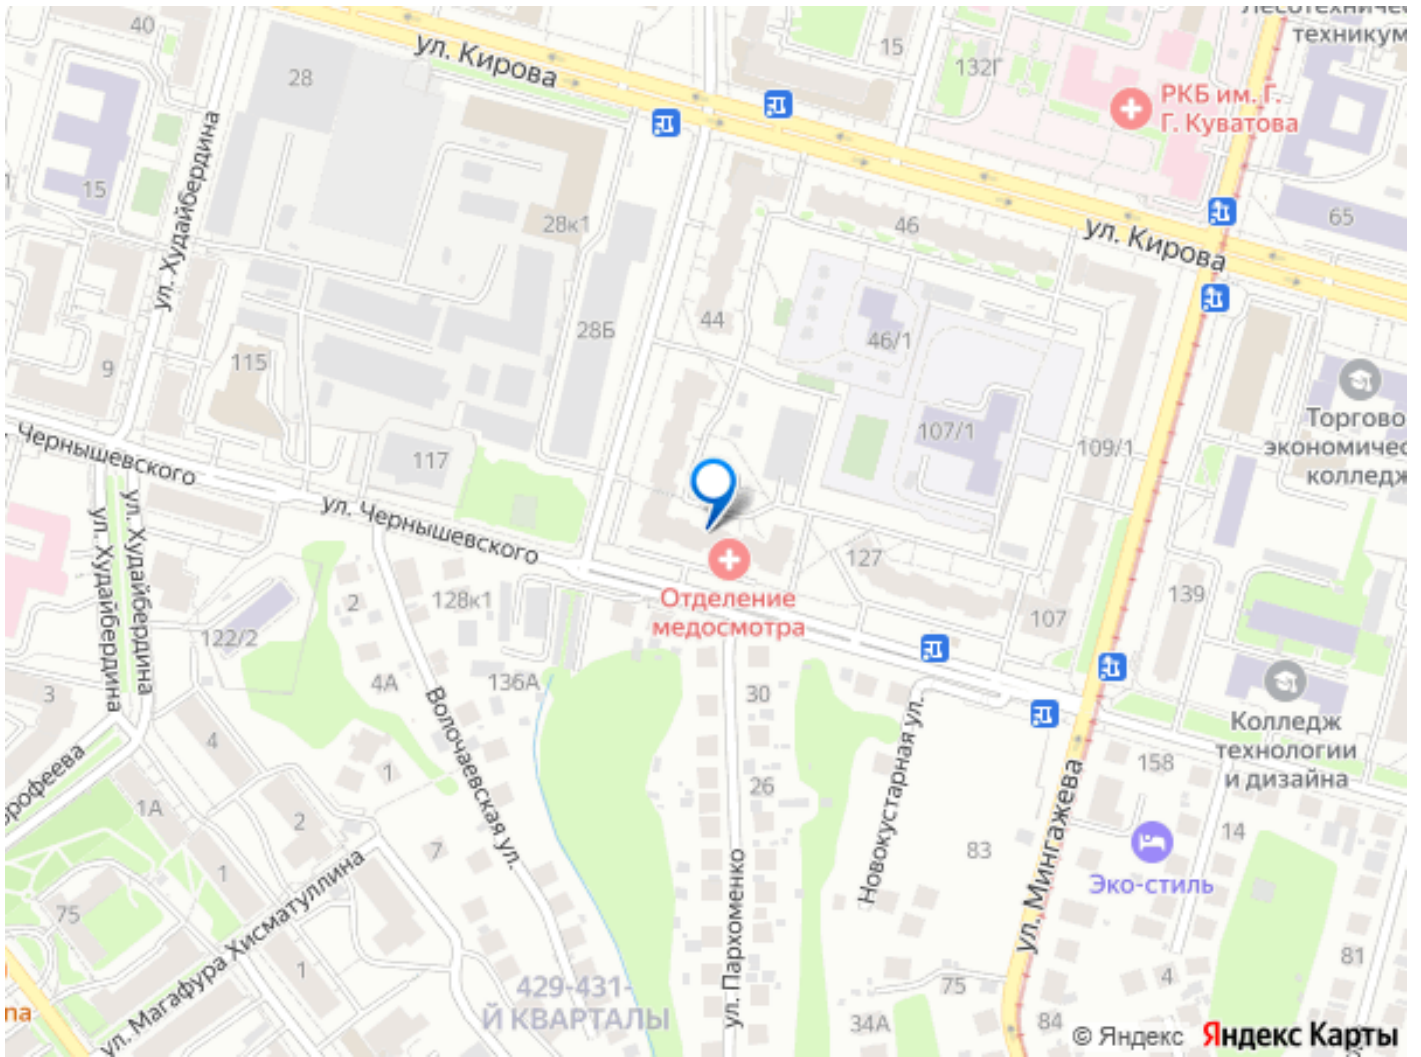 техникум
40
15
132Г
ул. Кирова
28
РКБ им. Г.
Г. Куватова
ул. Худайбердина
15
28к1
46
65
ул. Кирова
44
28Б
46/1
115
9
Торгово
колледж
107/1
109/1
Чернышевского
117
ул. Чернышевского
ул. Худайбердина
ул. Худайбердина
127
139
2
128к1
Отделение
медосмотра
107
122/2
4А
136А
30
3
Волочаевская ул.
Новокустарная ул.
Колледж
технологии
и дизайна
4
1
26
158
1А
2
7
83
14
ул. Мингажева
Эко-стиль
1
75
ул. Магафура Хисматуллина
ул. Пархоменко
1
429-431-
Й КВАРТАЛЫ
75
4
81
34А
84
na
© Яндекс Яндекс Карты